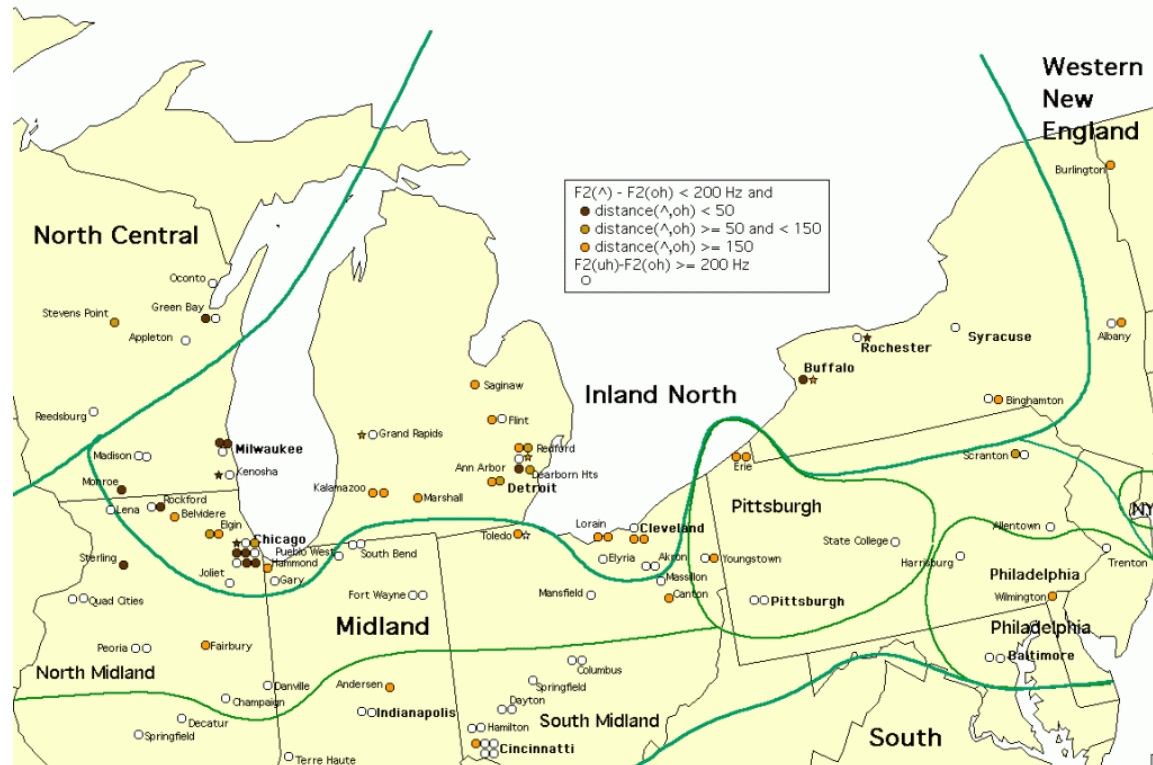 Western
New
England
Burlington
F2(^) - F2(oh) < 200 Hz and
distance(^,oh) < 50
distance(^,oh) >= 50 and < 150
distance(^,oh) >= 150
F2(uh)-F2(oh) >= 200 Hz
North Central
Oconto
Green Bay
Stevens Point
Appleton
Syracuse
Rochester
Albany
Buffalo
Saginaw
Inland North
Binghamton
Reedsburg
Flint
Grand Rapids
Redford
Milwaukee
Madison
Scranton
Erie
Ann Arbor
Dearborn Hts
Kenosha
Detroit
Monroe
Kalamazoo
Marshall
Rockford
Lena
Belvidere
Pittsburgh
NY
Elgin
Lorain
Cleveland
Allentown
Toledo
Chicago
State College
Pueblo West
South Bend
Elyria
Akron
Youngstown
Harrisburg
Trenton
Sterling
Hammond
Joliet
Gary
Massillon
Philadelphia
Quad Cities
Fort Wayne
Mansfield
Canton
Pittsburgh
Wilmington
Midland
Philadelphia
Peoria
Fairbury
Baltimore
North Midland
Columbus
Danville
Andersen
Springfield
Champaign
Indianapolis
Dayton
Decatur
South Midland
Springfield
Hamilton
South
Cincinnatti
Terre Haute